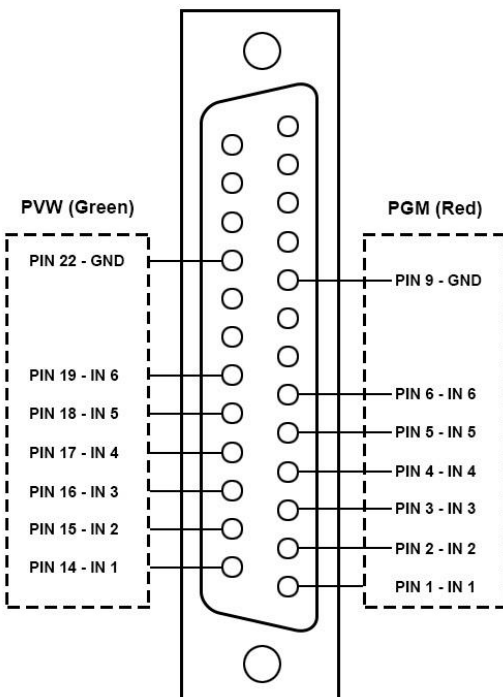 PVW (Green)
PIN 22 - GND
PIN 19 - IN 6
PIN 18 - IN 5
PIN 17 - IN 4
PIN 16 - IN 3
PIN 15 - IN 2
PIN 14 - IN 1
PGM (Red)
PIN 9 - GND
PIN 6 - IN 6
PIN 5 - IN 5
PIN 4 - IN 4
PIN 3 - IN 3
PIN 2 - IN 2
PIN 1 - IN 1